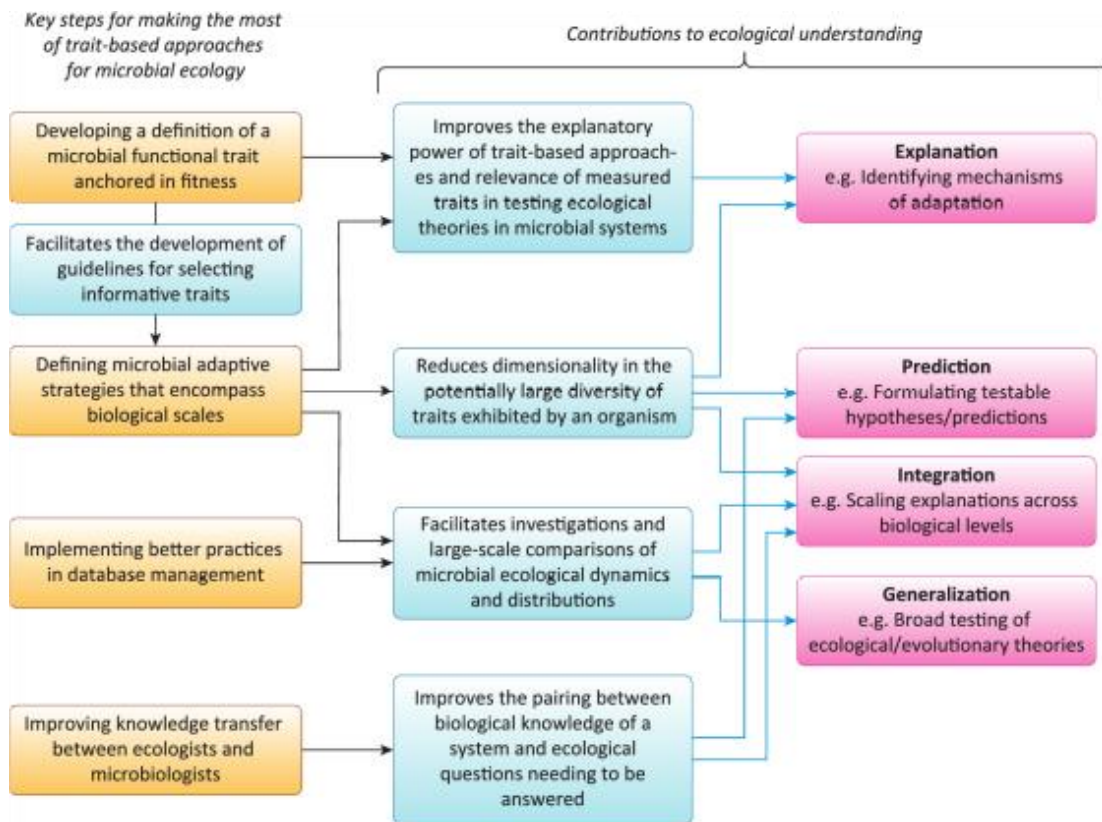 Key steps for making the most
of trait-based approaches
for microbial ecology
Contributions to ecological understanding
Developing a definition of a
microbial functional trait
anchored in fitness
Facilitates the development of
guidelines for selecting
informative traits
Defining microbial adaptive
strategies that encompass
biological scales
Implementing better practices
in database management
Improving knowledge transfer
between ecologists and
microbiologists
Improves the explanatory
power of trait-based approach-
es and relevance of measured
traits in testing ecological
theories in microbial systems
Reduces dimensionality in the
potentially large diversity of
traits exhibited by an organism
Facilitates investigations and
large-scale comparisons of
microbial ecological dynamics
and distributions
Improves the pairing between
biological knowledge of a
system and ecological
questions needing to be
answered
Explanation
e.g. Identifying mechanisms
of adaptation
Prediction
e.g. Formulating testable
hypotheses/predictions
Integration
e.g. Scaling explanations across
biological levels
Generalization
e.g. Broad testing of
ecological/evolutionary theories